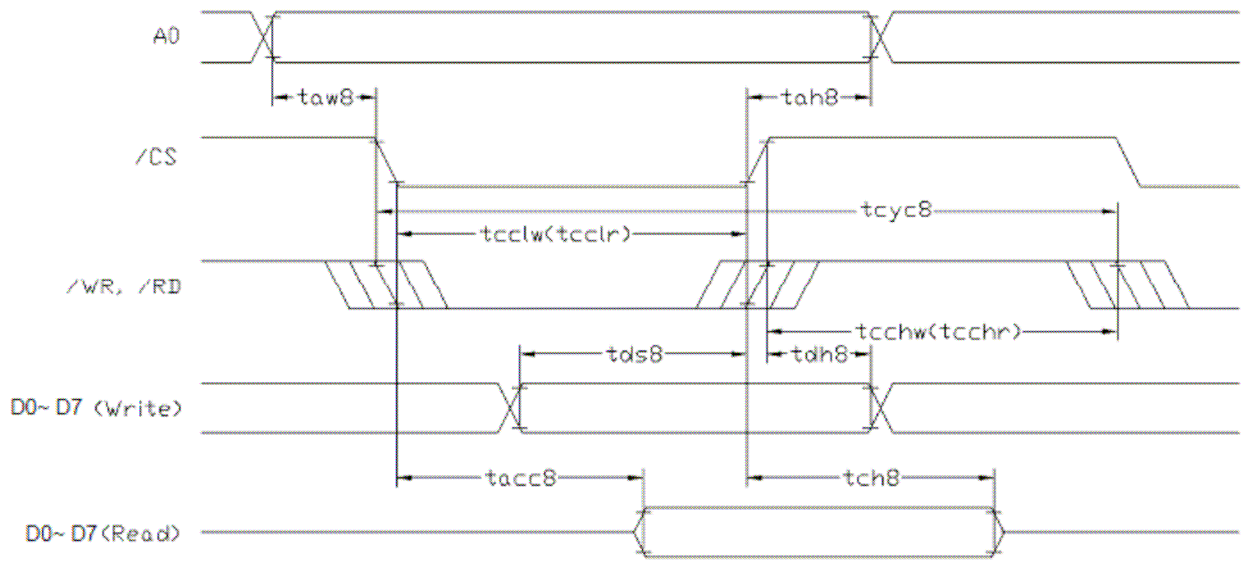 A0
taw8
tah8
/CS
tcyc8
tcclw(tcclr)
/WR, /RD
tcchw(tcchr)
tds8
tdh8
D0~ D7 (Write)
tacc8
tch8
D0~ D7(Read)